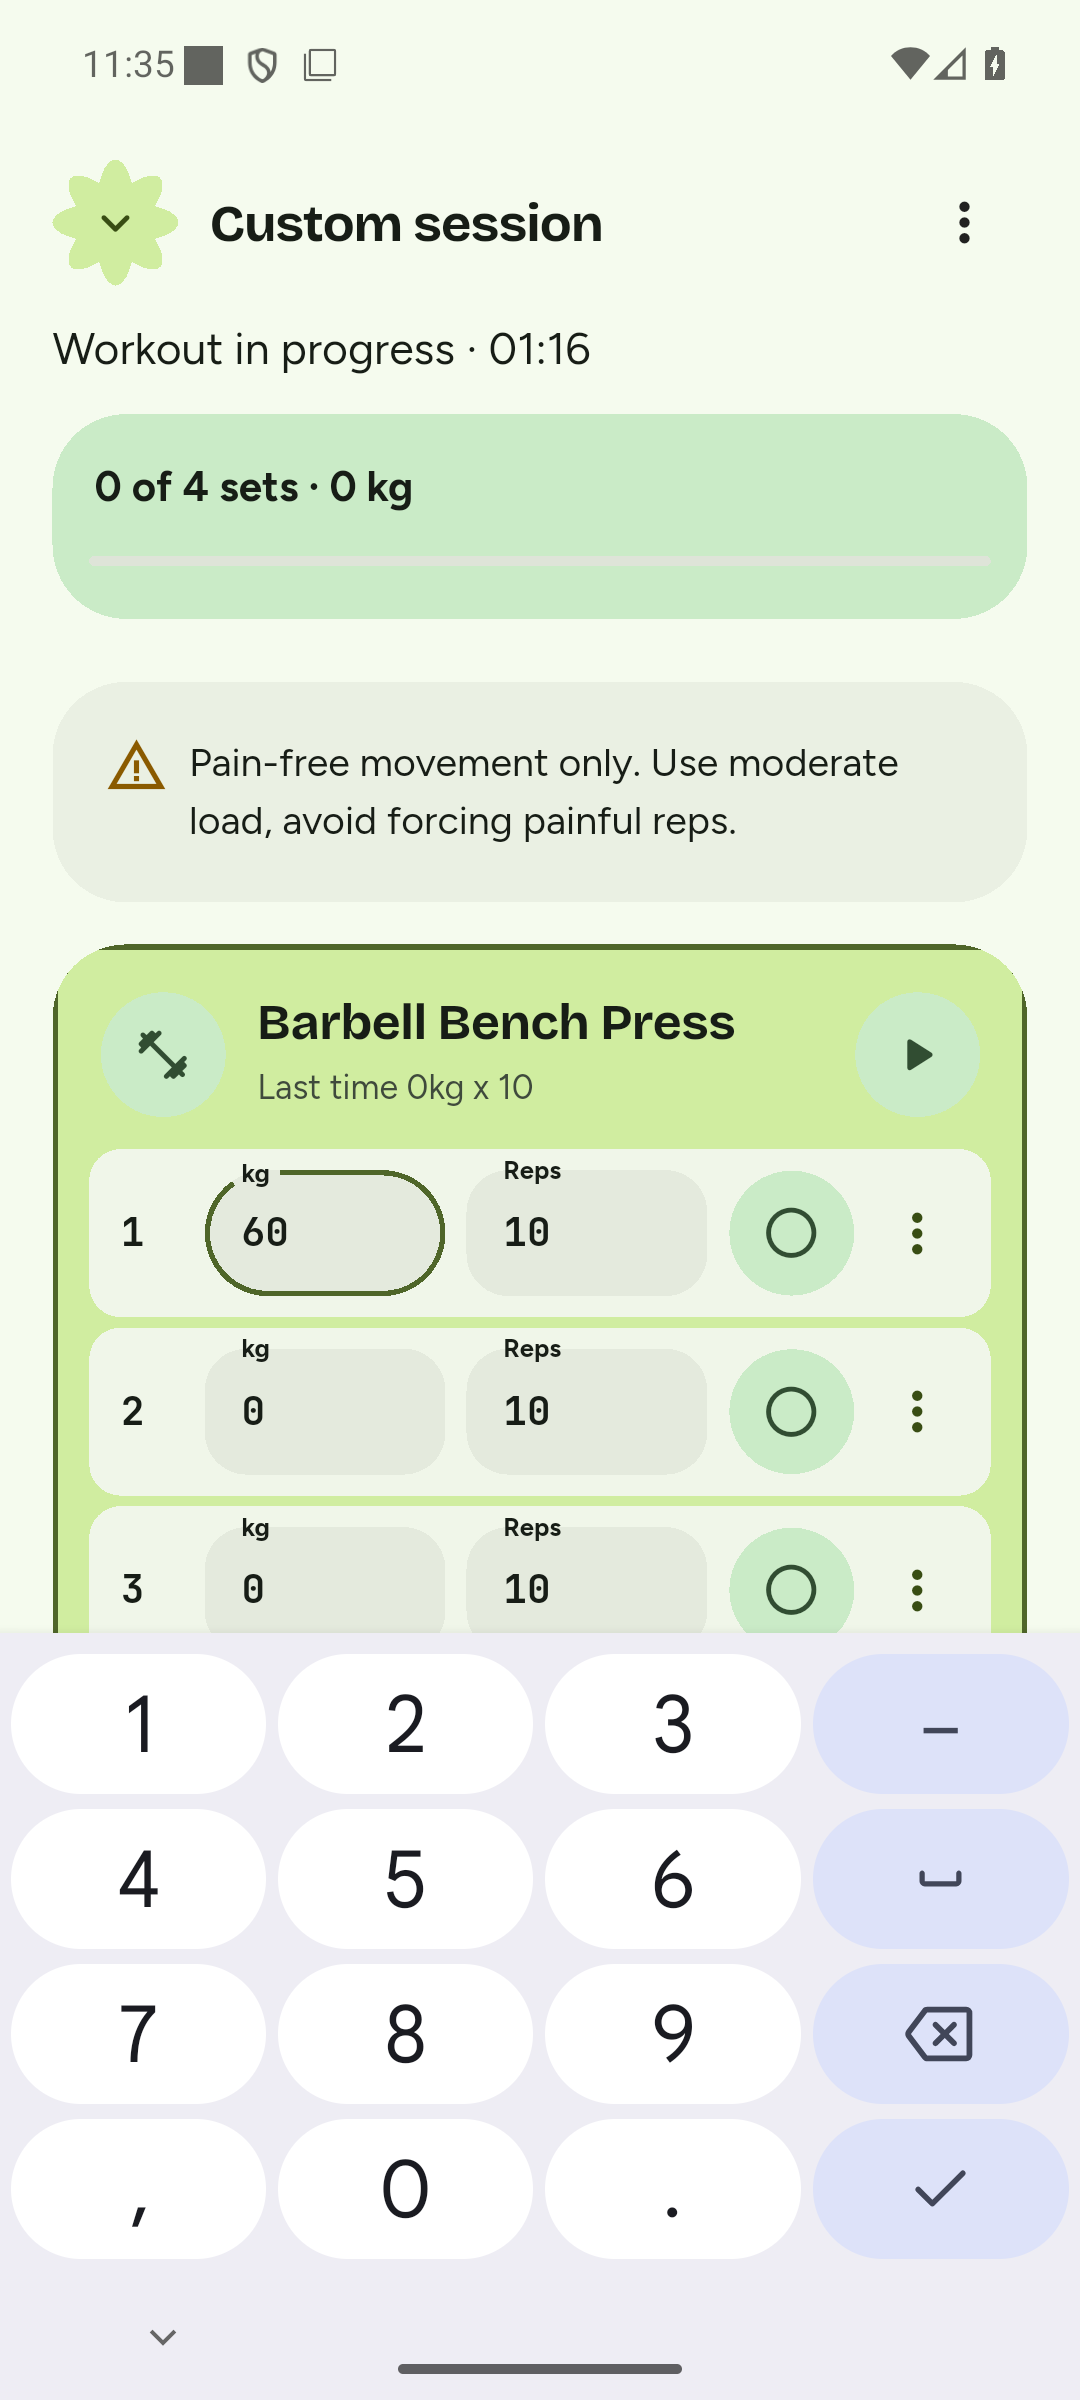 11:35
Custom session
Workout in progress · 01:16
0 of 4 sets · 0 kg
Pain-free movement only. Use moderate
load, avoid forcing painful reps.
Barbell Bench Press
Last time 0kg x 10
kg Reps
1 60 10
kg Reps
2 0 10
kg Reps
3 0 10
1 2 3 –
4 5 6
7 8 9
, 0 .